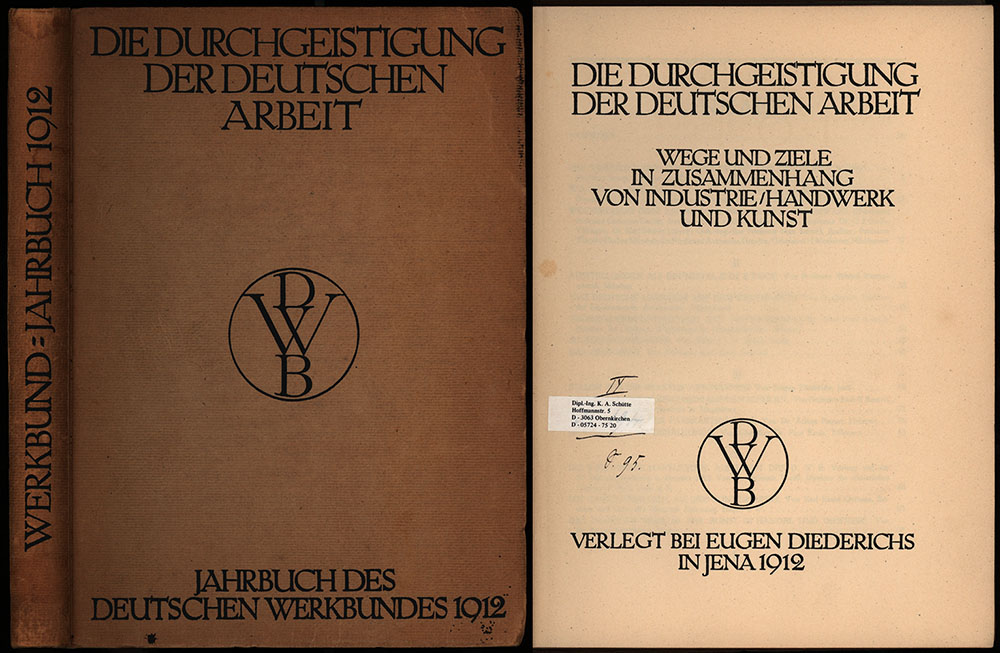 WERKBUND=JAHRBUCH 1912
DIE DURCHGEISTIGUNG
DER DEUTSCHEN
ARBEIT
DWB
JAHRBUCH DES
DEUTSCHEN WERKBUNDES 1912
DIE DURCHGEISTIGUNG
DER DEUTSCHEN ARBEIT
WEGE UND ZIELE
IN ZUSAMMENHANG
VON INDUSTRIE/HANDWERK
UND KUNST
IV.
Dipl.-Ing. K. A. Schütte
Hoffmannstr. 5
D - 3063 Obernkirchen
D - 05724 - 75 20
95.
DWB
VERLEGT BEI EUGEN DIEDERICHS
IN JENA 1912